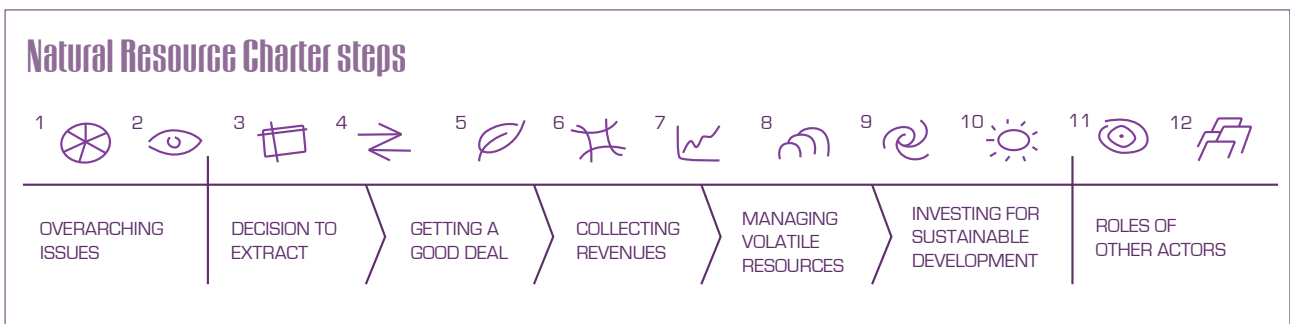 Natural Resource Charter steps
1 2 3 4 5 6 7 8 9 10 11 12
OVERARCHING
ISSUES
DECISION TO
EXTRACT
GETTING A
GOOD DEAL
COLLECTING
REVENUES
MANAGING
VOLATILE
RESOURCES
INVESTING FOR
SUSTAINABLE
DEVELOPMENT
ROLES OF
OTHER ACTORS